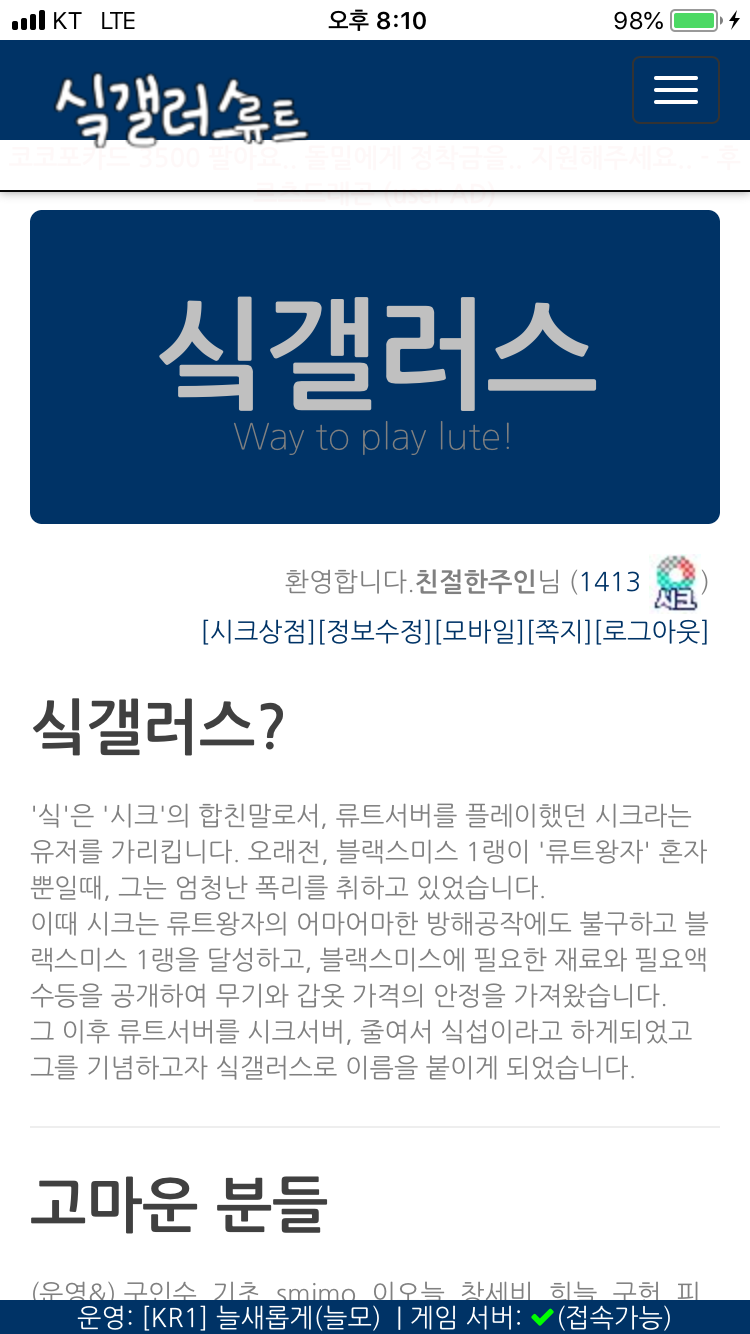 KT LTE 오후 8:10 98%
싴갤러스류트
코코포카드 3500 팔아요.. 돌밀에게 정착금을.. 지원해주세요.. - 후
(user AD)
싴갤러스
Way to play lute!
환영합니다.친절한주인님 (1413 시크)
[시크상점][정보수정][모바일][쪽지][로그아웃]
싴갤러스?
'싴'은 '시크'의 합친말로서, 류트서버를 플레이했던 시크라는
유저를 가리킵니다. 오래전, 블랙스미스 1랭이 '류트왕자' 혼자
뿐일때, 그는 엄청난 폭리를 취하고 있었습니다.
이때 시크는 류트왕자의 어마어마한 방해공작에도 불구하고 블
랙스미스 1랭을 달성하고, 블랙스미스에 필요한 재료와 필요액
수등을 공개하여 무기와 갑옷 가격의 안정을 가져왔습니다.
그 이후 류트서버를 시크서버, 줄여서 싴섭이라고 하게되었고
그를 기념하고자 싴갤러스로 이름을 붙이게 되었습니다.
고마운 분들
(운영&) 구인수, 기초, smimo, 이오늘, 창세비, 희늘, 구헌, 피
운영: [KR1] 늘새롭게(늘모) | 게임 서버: ✔(접속가능)